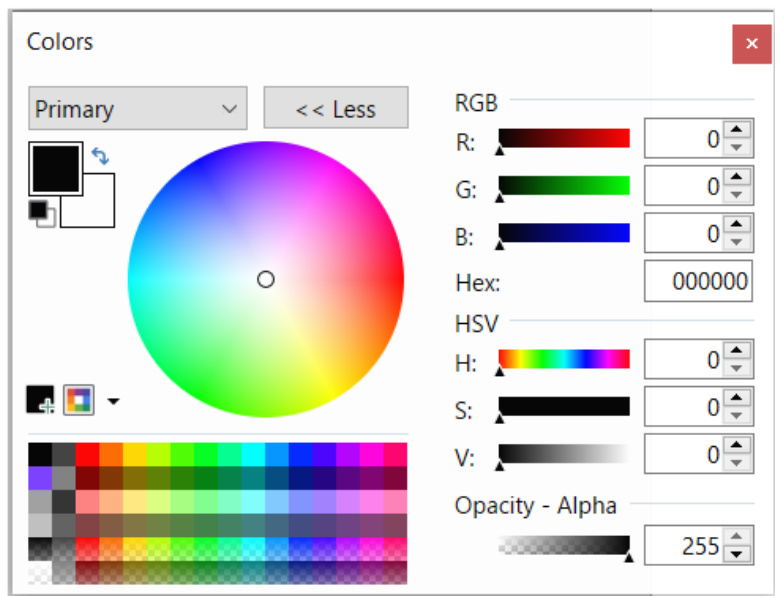 Colors
Primary
<< Less
RGB
R: 0
G: 0
B: 0
Hex: 000000
HSV
H: 0
S: 0
V: 0
Opacity - Alpha
255